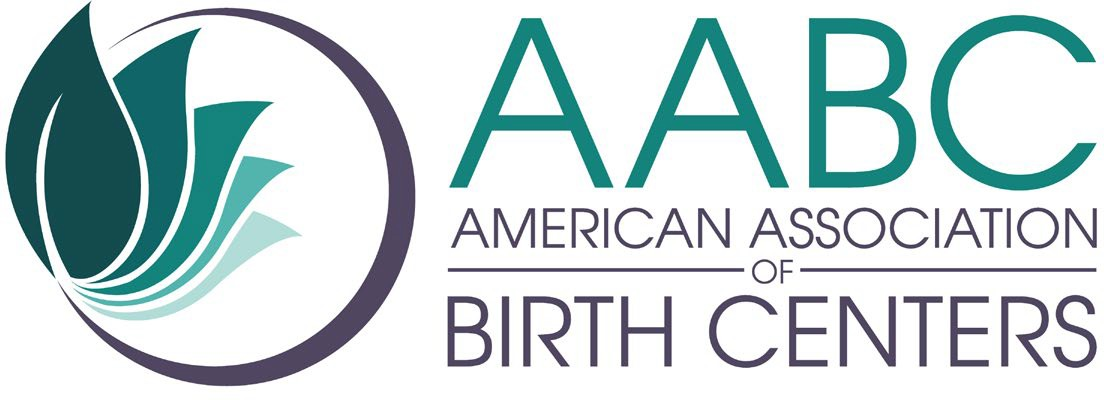 AABC
AMERICAN ASSOCIATION
OF
BIRTH CENTERS